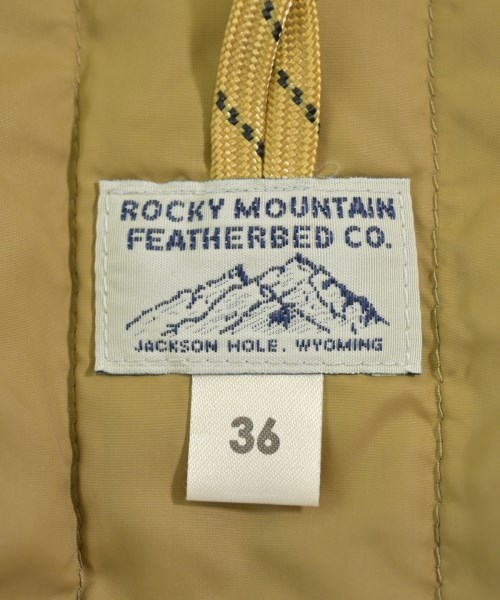 ROCKY MOUNTAIN
FEATHERBED CO.
JACKSON HOLE, WYOMING
36